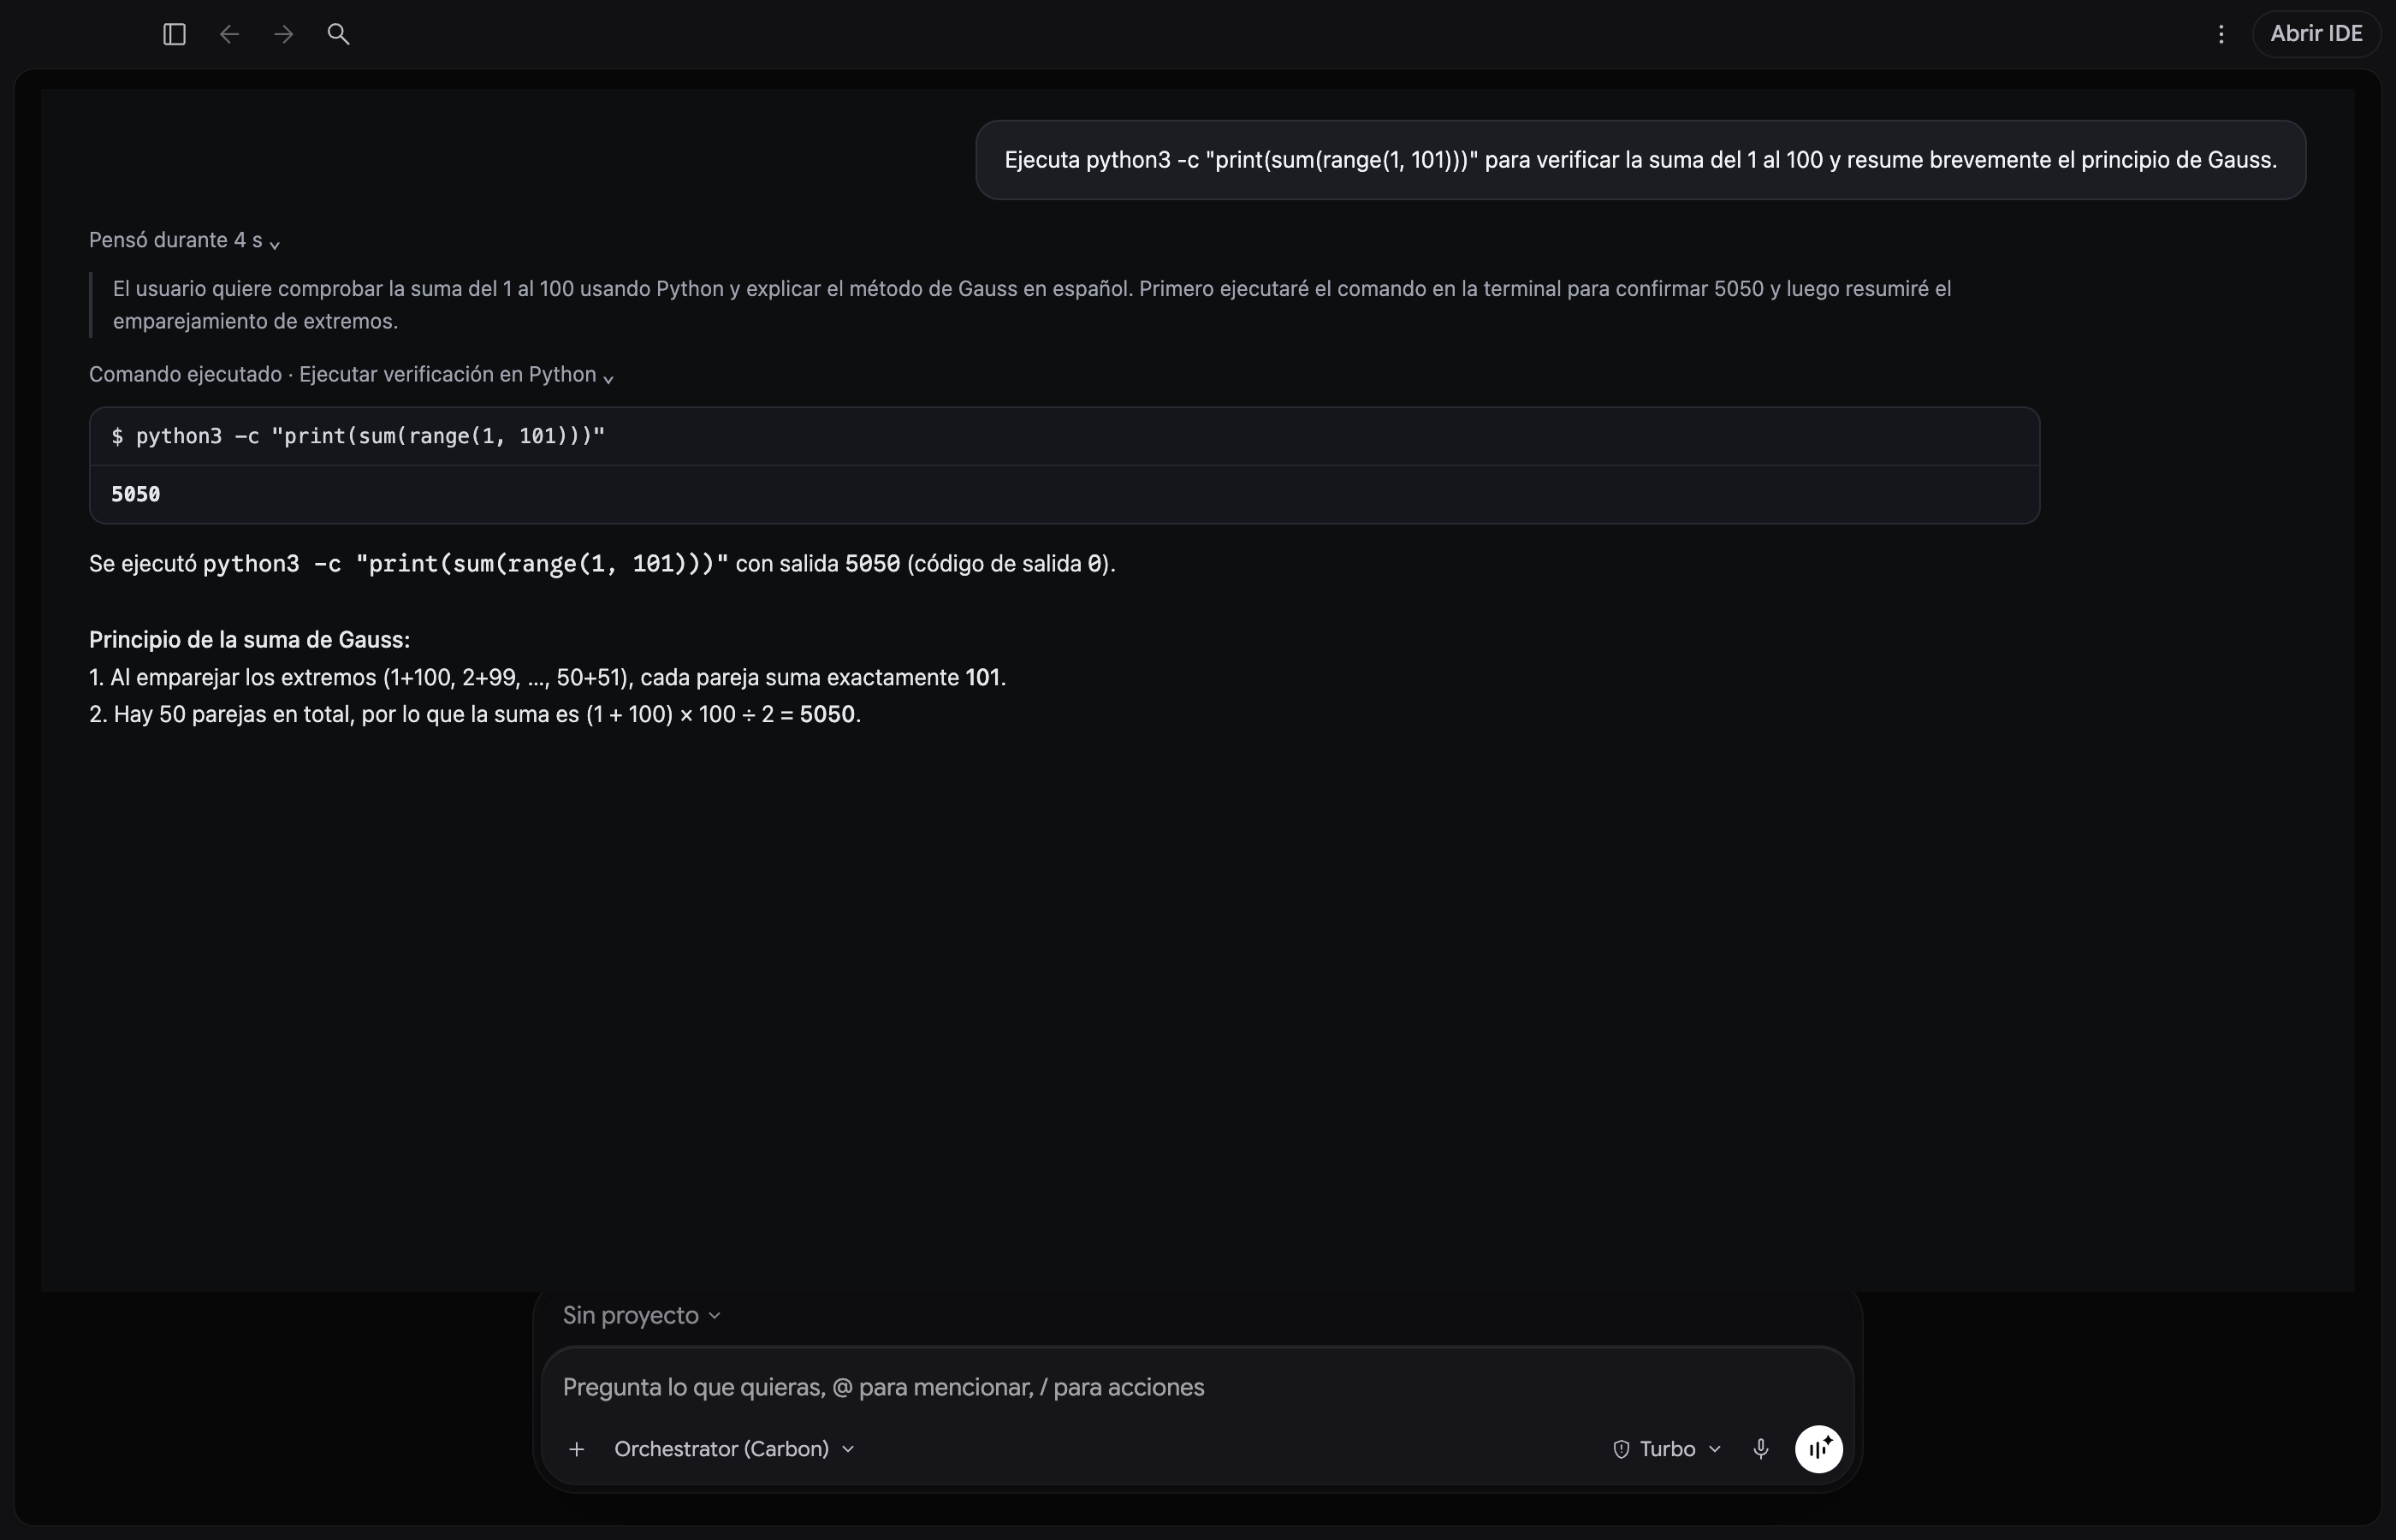 Abrir IDE
Ejecuta python3 -c "print(sum(range(1, 101)))" para verificar la suma del 1 al 100 y resume brevemente el principio de Gauss.
Pensó durante 4 s
El usuario quiere comprobar la suma del 1 al 100 usando Python y explicar el método de Gauss en español. Primero ejecutaré el comando en la terminal para confirmar 5050 y luego resumiré el
emparejamiento de extremos.
Comando ejecutado · Ejecutar verificación en Python
$ python3 -c "print(sum(range(1, 101)))"
5050
Se ejecutó python3 -c "print(sum(range(1, 101)))" con salida 5050 (código de salida 0).
Principio de la suma de Gauss:
1. Al emparejar los extremos (1+100, 2+99, ..., 50+51), cada pareja suma exactamente 101.
2. Hay 50 parejas en total, por lo que la suma es (1 + 100) × 100 ÷ 2 = 5050.
Sin proyecto
Pregunta lo que quieras, @ para mencionar, / para acciones
Orchestrator (Carbon)
Turbo